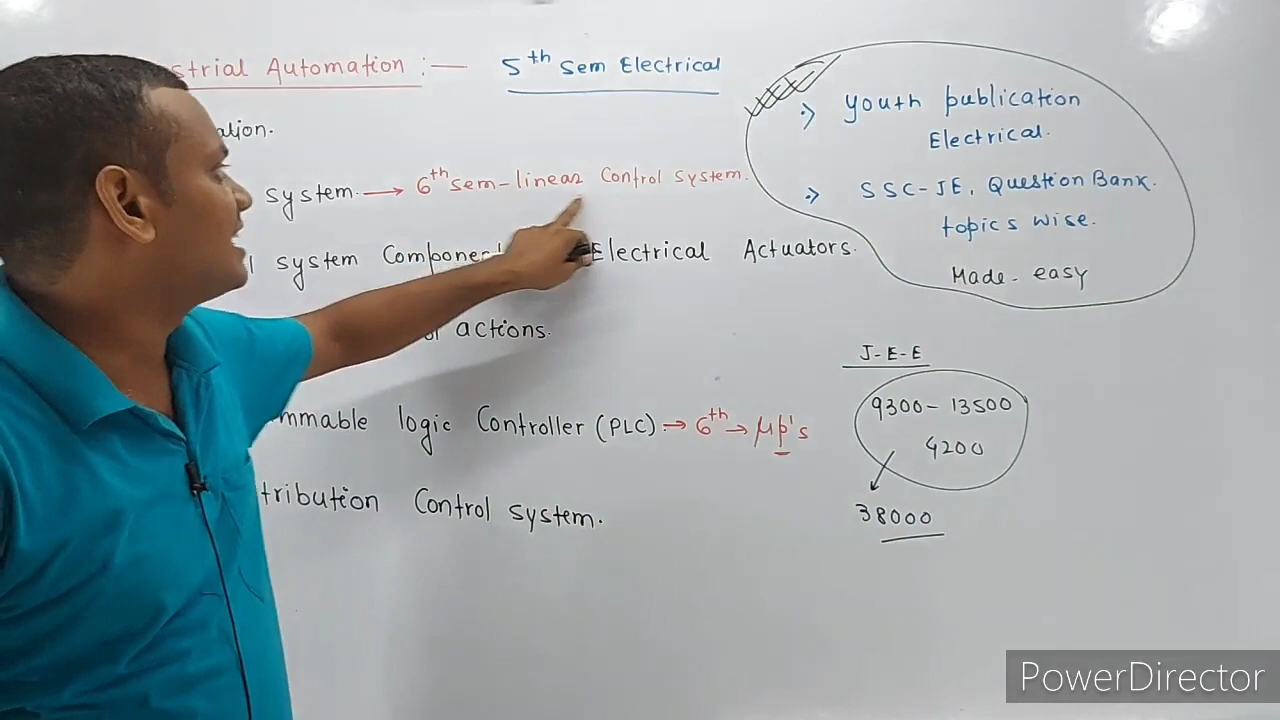 strial Automation :— 5th Sem Electrical
ation.
system. → 6th sem - linear Control System.
l system Componen Electrical Actuators.
ol actions.
mmable logic Controller (PLC). → 6th → μp's
tribution Control system.
Youth publication
Electrical.
SSC-JE, Question Bank.
topics wise.
Made - easy
J-E-E
9300 - 13500
4200
38000
PowerDirector